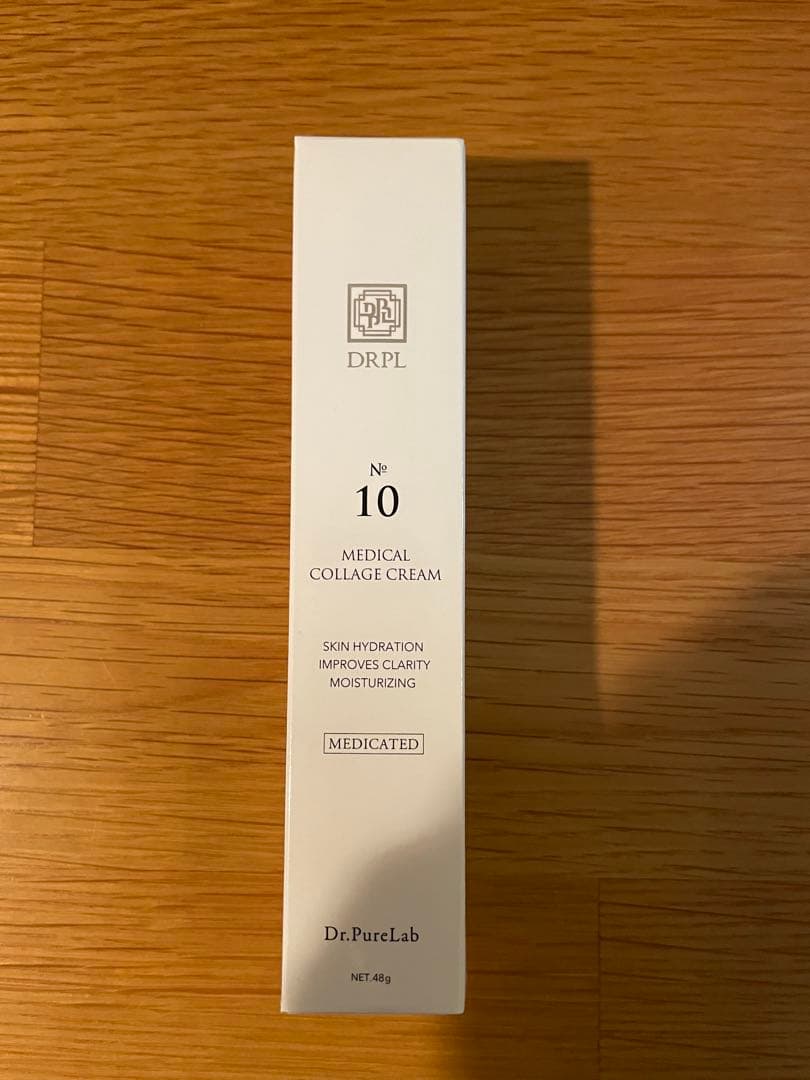 DRPL
№
10
MEDICAL
COLLAGE CREAM
SKIN HYDRATION
IMPROVES CLARITY
MOISTURIZING
MEDICATED
Dr.PureLab
NET.48g